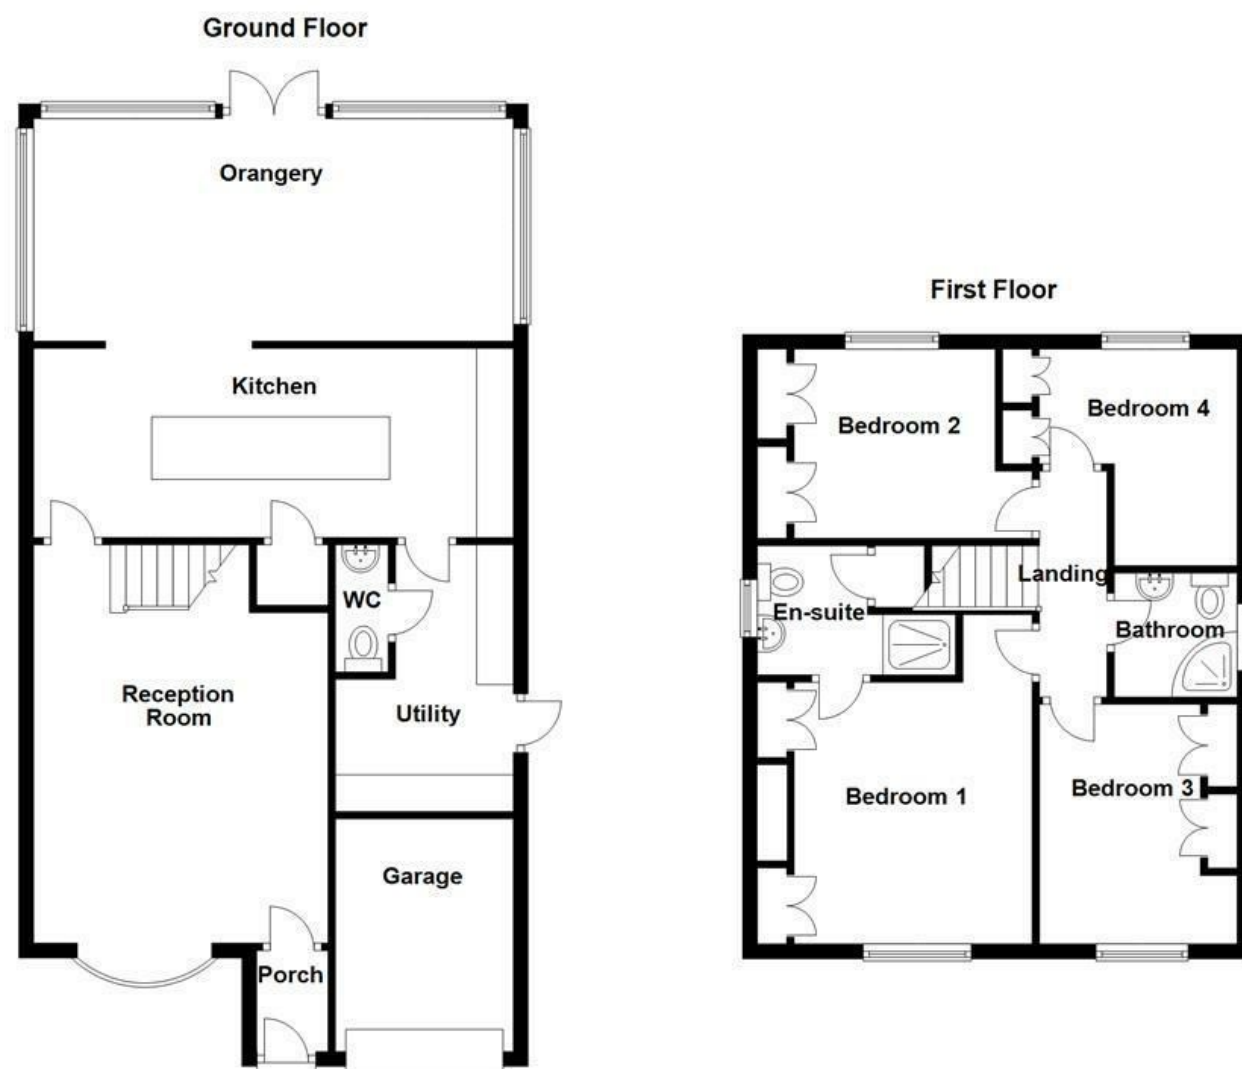 Ground Floor
Orangery
Kitchen
WC
Reception
Room
Utility
Garage
Porch
First Floor
Bedroom 2
Bedroom 4
Landing
En-suite
Bathroom
Bedroom 1
Bedroom 3